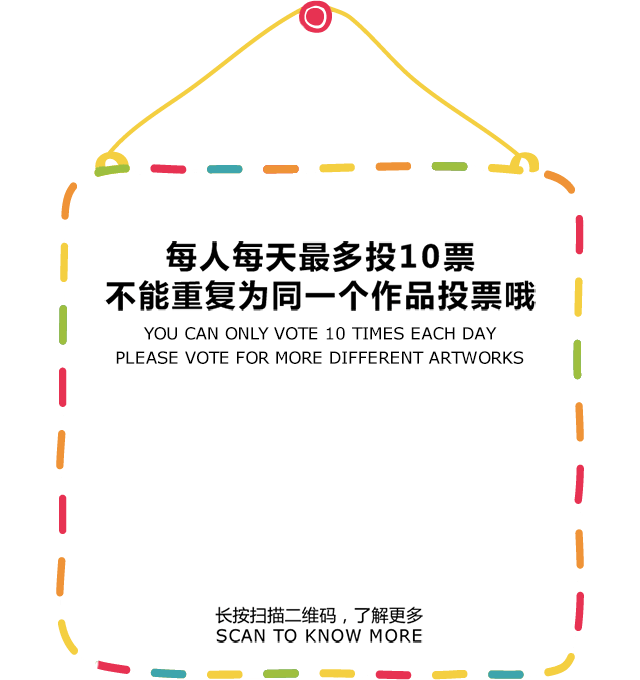 每人每天最多投10票
不能重复为同一个作品投票哦
YOU CAN ONLY VOTE 10 TIMES EACH DAY
PLEASE VOTE FOR MORE DIFFERENT ARTWORKS
长按扫描二维码，了解更多
SCAN TO KNOW MORE